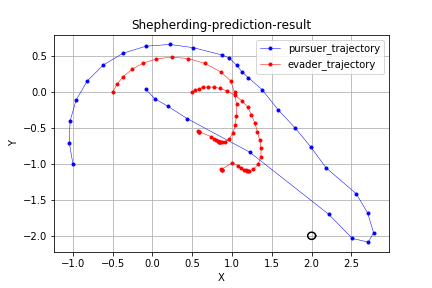 Shepherding-prediction-result
pursuer_trajectory
evader_trajectory
0.5
0.0
−0.5
−1.0
−1.5
−2.0
Y
−1.0 −0.5 0.0 0.5 1.0 1.5 2.0 2.5
X